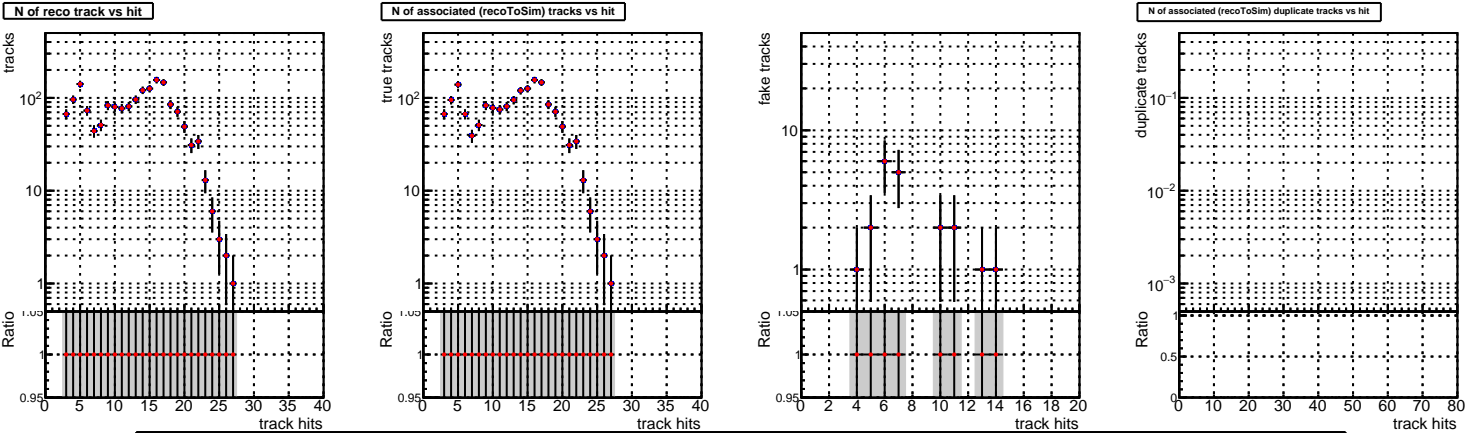 N of reco track vs hit
tracks
10²
10
1
1.05
Ratio
1
0.95
0 5 10 15 20 25 30 35 40
track hits
N of associated (recoToSim) tracks vs hit
true tracks
10²
10
1
1.05
Ratio
1
0.95
0 5 10 15 20 25 30 35 40
track hits
fake tracks
10
1
Ratio
1
0.95
0 2 4 6 8 10 12 14 16 18 20
track hits
N of associated (recoToSim) duplicate tracks vs hit
duplicate tracks
10⁻¹
10⁻²
10⁻³
Ratio
1
0.5
0
0 10 20 30 40 50 60 70 80
track hits